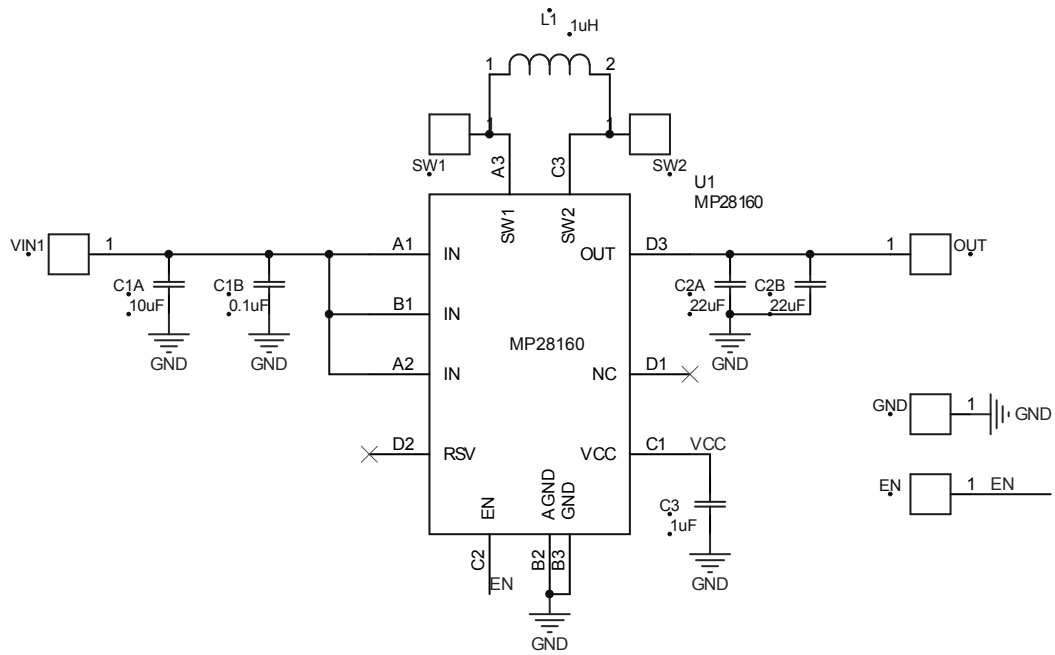 L1
1uH
1
2
1
1
SW1
SW2
A3
C3
U1
MP28160
SW1
SW2
VIN1
1
A1
IN
OUT
D3
1
OUT
C1A
10uF
C1B
0.1uF
C2A
22uF
C2B
22uF
B1
IN
GND
GND
GND
MP28160
A2
IN
NC
D1
GND
1
GND
D2
RSV
VCC
C1
VCC
EN
1
EN
EN
AGND
GND
C3
1uF
C2
B2
B3
EN
GND
GND